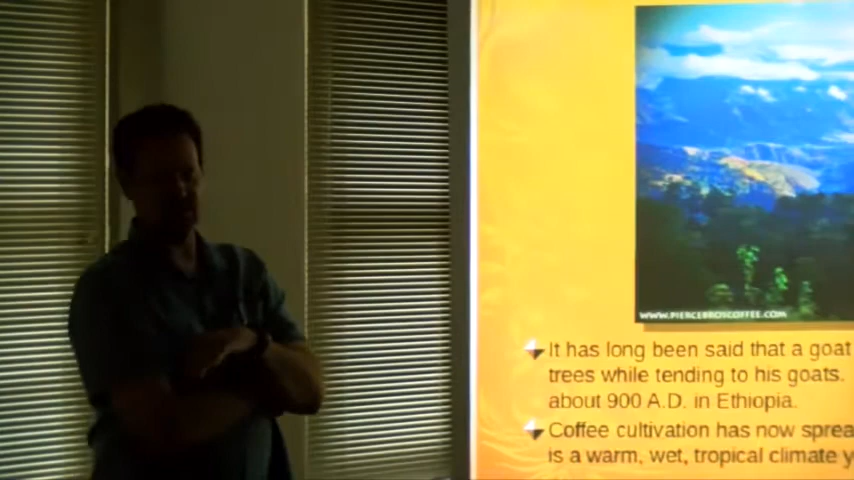 WWW.PIERCEBROSCOFFEE.COM
It has long been said that a goat
trees while tending to his goats.
about 900 A.D. in Ethiopia.
Coffee cultivation has now sprea
is a warm, wet, tropical climate y